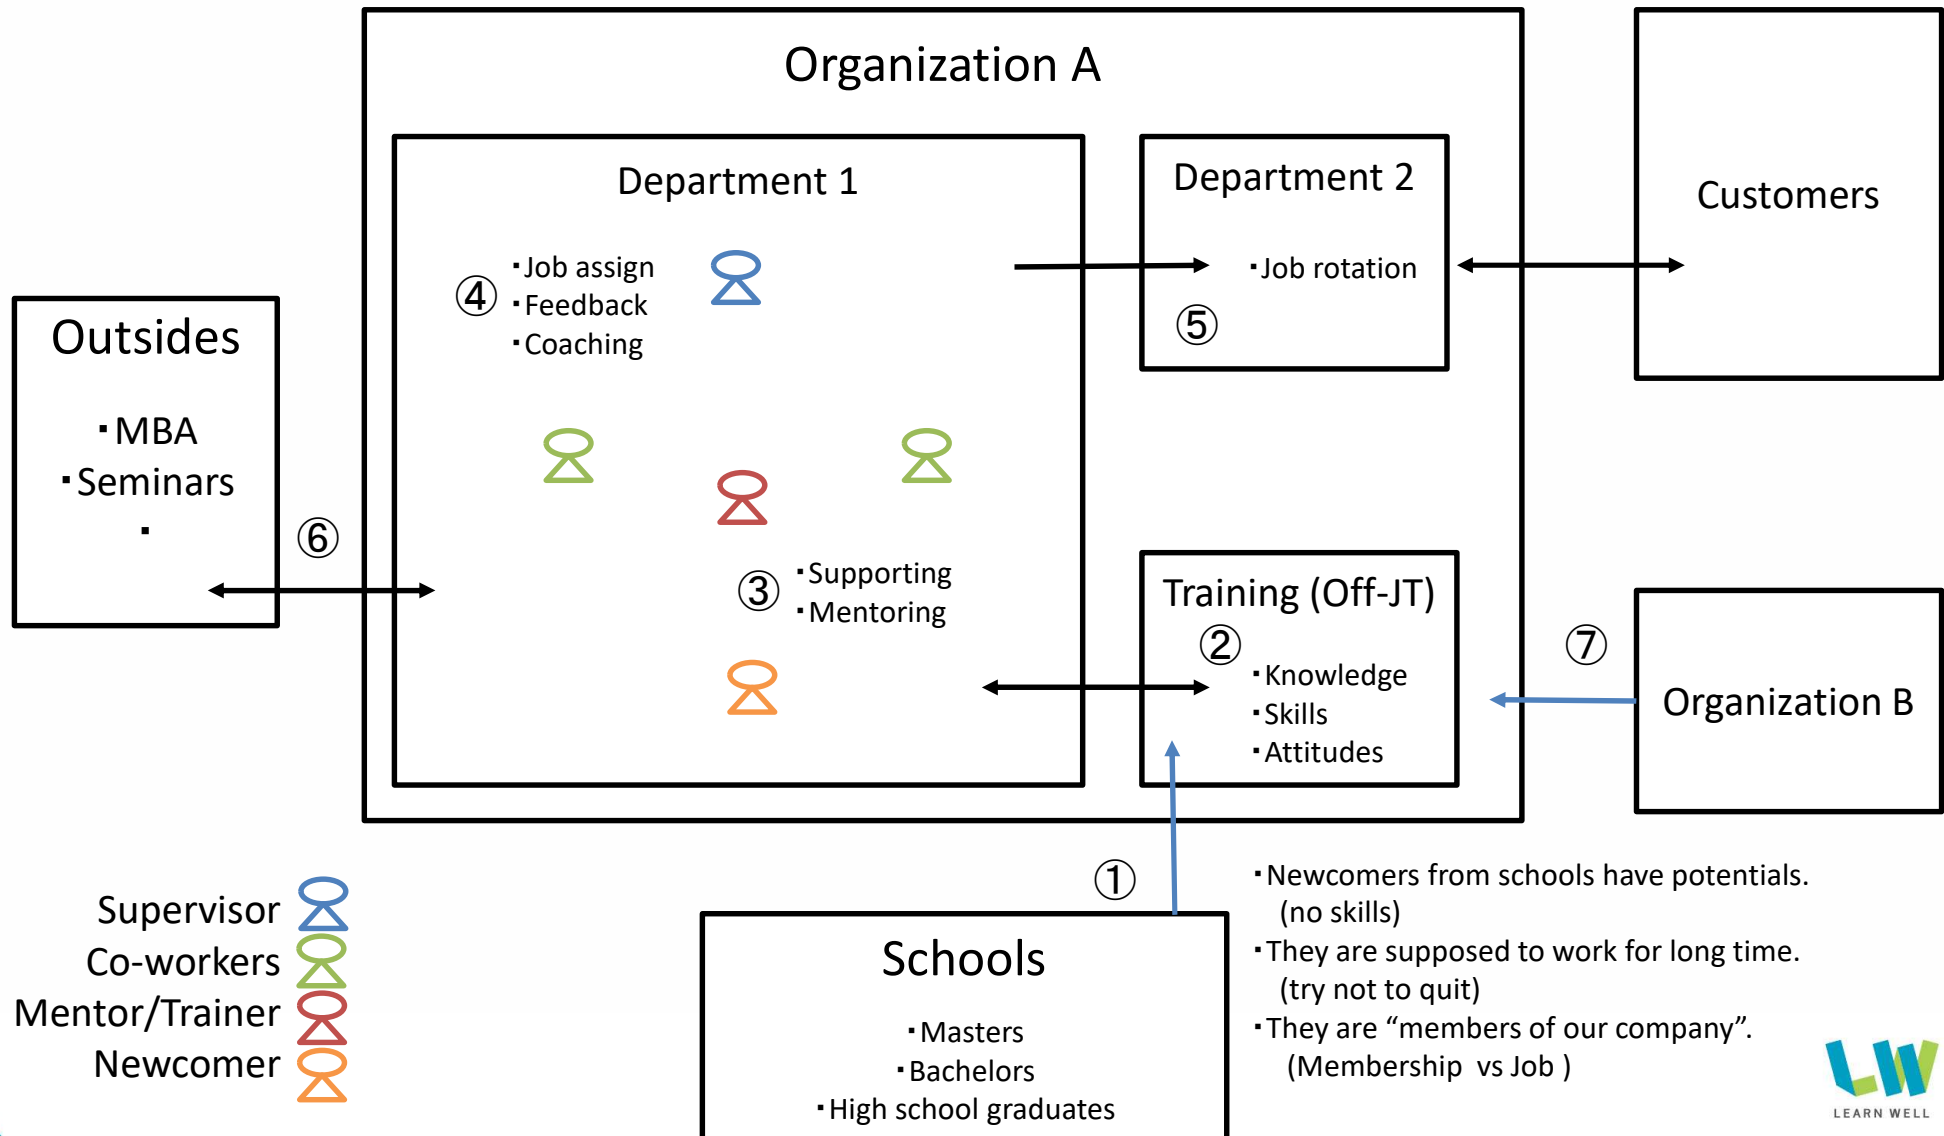 Organization A
Department 1
④
・Job assign
・Feedback
・Coaching
③
・Supporting
・Mentoring
Department 2
・Job rotation
⑤
Customers
Outsides
・MBA
・Seminars
・
⑥
Training (Off-JT)
②
・Knowledge
・Skills
・Attitudes
⑦
Organization B
①
Schools
・Masters
・Bachelors
・High school graduates
・Newcomers from schools have potentials.
(no skills)
・They are supposed to work for long time.
(try not to quit)
・They are “members of our company”.
(Membership vs Job )
Supervisor
Co-workers
Mentor/Trainer
Newcomer
LW
LEARN WELL